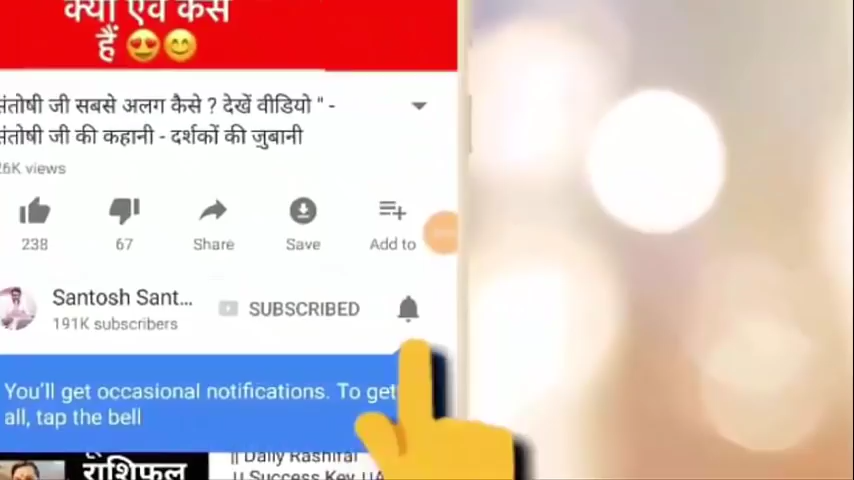 क्या एवं कैसे
हैं 😍😊
संतोषी जी सबसे अलग कैसे ? देखें वीडियो " -
संतोषी जी की कहानी - दर्शकों की जुबानी
26K views
238
67
Share
Save
Add to
Santosh Sant...
191K subscribers
SUBSCRIBED
You'll get occasional notifications. To get
all, tap the bell
राशिफल
|| Daily Rashifal
|| Success Key